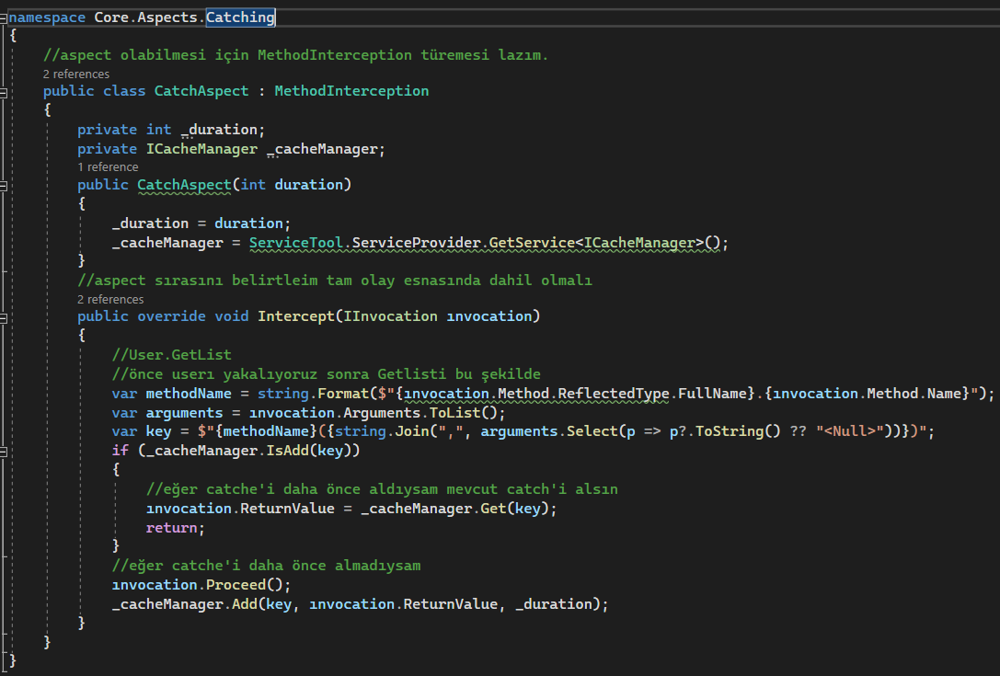 namespace Core.Aspects.Catching
{
//aspect olabilmesi için MethodInterception türemesi lazım.
2 references
public class CatchAspect : MethodInterception
{
private int _duration;
private ICacheManager _cacheManager;
1 reference
public CatchAspect(int duration)
{
_duration = duration;
_cacheManager = ServiceTool.ServiceProvider.GetService<ICacheManager>();
}
//aspect sırasını belirtleim tam olay esnasında dahil olmalı
2 references
public override void Intercept(IInvocation ınvocation)
{
//User.GetList
//önce userı yakalıyoruz sonra Getlisti bu şekilde
var methodName = string.Format($"{ınvocation.Method.ReflectedType.FullName}.{ınvocation.Method.Name}");
var arguments = ınvocation.Arguments.ToList();
var key = $"{methodName}({string.Join(",", arguments.Select(p => p?.ToString() ?? "<Null>"))})";
if (_cacheManager.IsAdd(key))
{
//eğer catche'i daha önce aldıysam mevcut catch'i alsın
ınvocation.ReturnValue = _cacheManager.Get(key);
return;
}
//eğer catche'i daha önce almadıysam
ınvocation.Proceed();
_cacheManager.Add(key, ınvocation.ReturnValue, _duration);
}
}
}